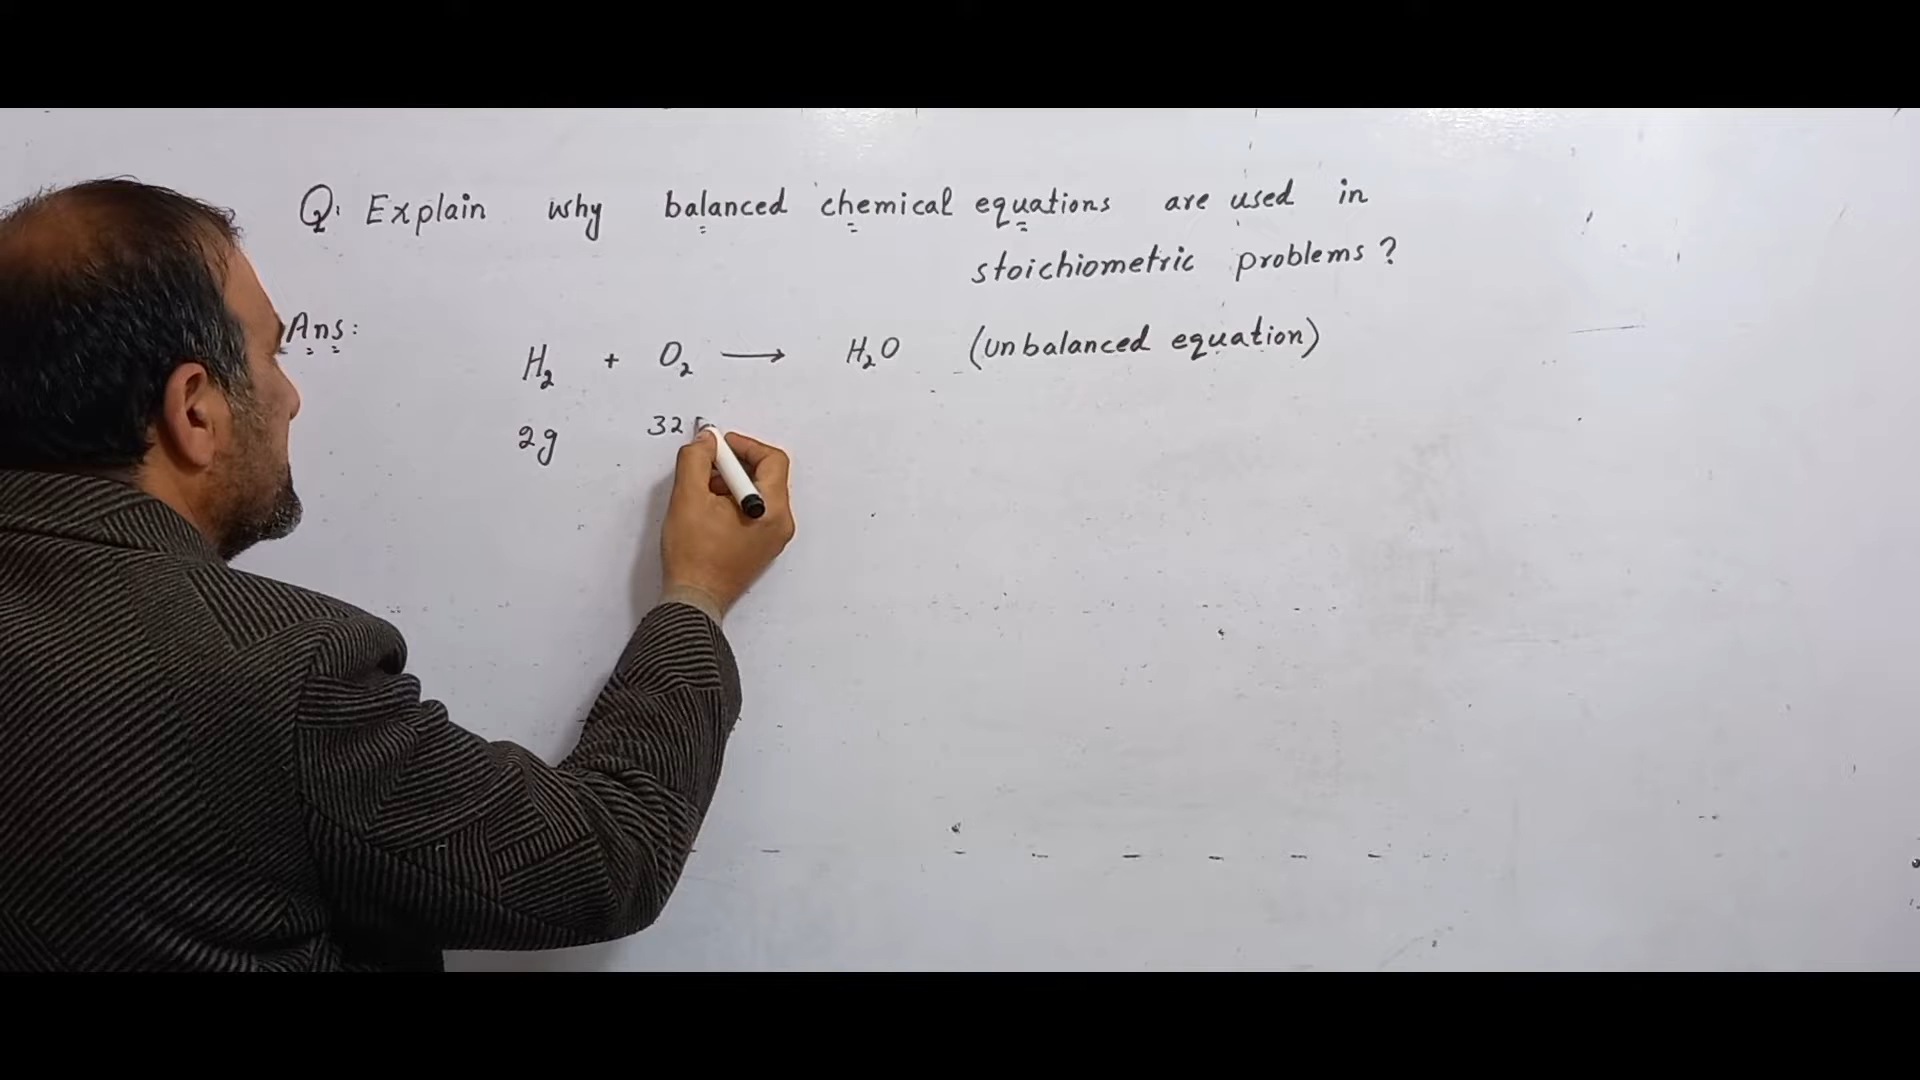 Q: Explain why balanced chemical equations are used in
stoichiometric problems?
Ans:
H₂ + O₂ ⟶ H₂O (unbalanced equation)
2g 32